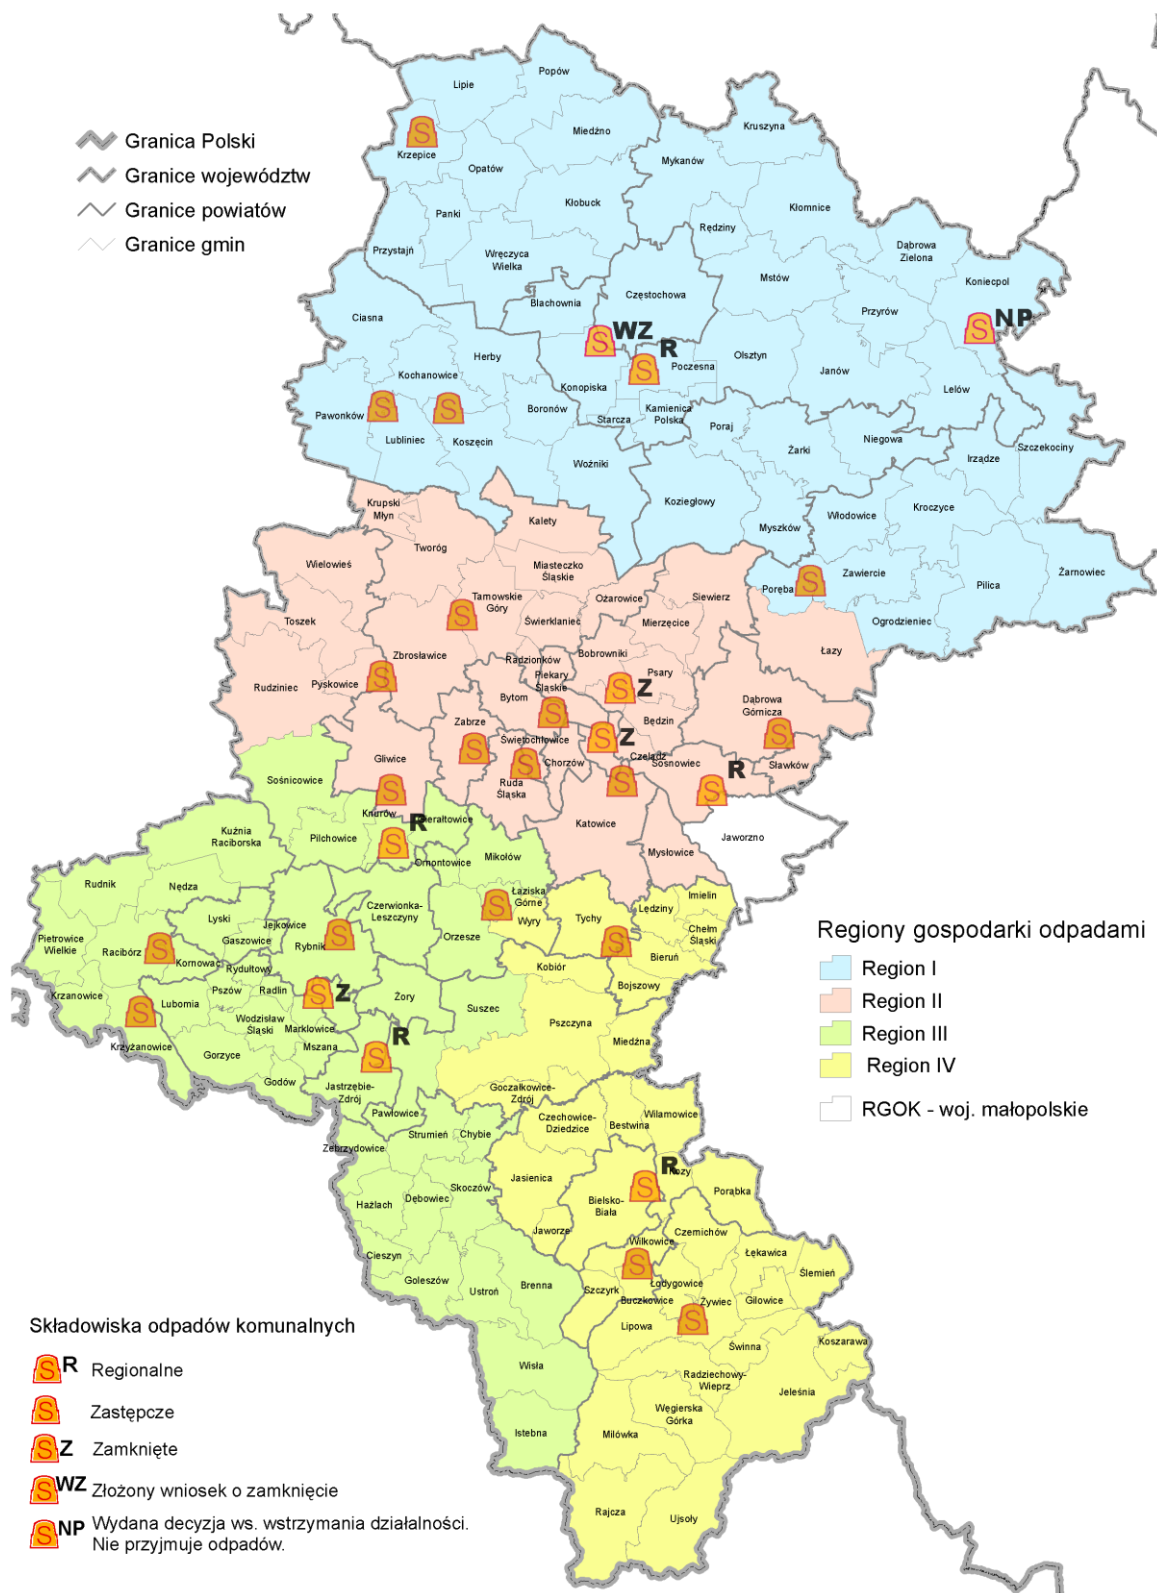 Lipie
Popów
Kruszyna
Granica Polski
Miedźno
Krzepice
Mykanów
Opatów
Granice województw
Kłobuck
Kłomnice
Granice powiatów
Panki
Rędziny
Granice gmin
Przystajń
Wręczyca
Wielka
Dąbrowa
Zielona
Mstów
Koniecpol
Częstochowa
Blachownia
Przyrów
Ciasna
S NP
S WZ
S R
Herby
Olsztyn
Poczesna
Janów
Kochanowice
Konopiska
Lelów
Pawonków
Boronów
Starcza
Kamienica
Polska
Poraj
Lubliniec
Koszęcin
Niegowa
Żarki
Szczekociny
Irządze
Woźniki
Koziegłowy
Krupski
Młyn
Kroczyce
Włodowice
Kalety
Myszków
Tworóg
Wielowieś
Miasteczko
Śląskie
Zawiercie
Poręba
Pilica
Żarnowiec
Tarnowskie
Góry
Ożarowice
Siewierz
Toszek
Świerklaniec
Mierzęcice
Ogrodzieniec
Łazy
Zbrosławice
Radzionków
Bobrowniki
Rudziniec
Pyskowice
Piekary
Śląskie
Psary
S Z
Bytom
Dąbrowa
Górnicza
Zabrze
Będzin
Świętochłowice
S Z
Czeladź
Gliwice
Chorzów
Sosnowiec
Sławków
S R
Sośnicowice
Ruda
Śląska
Knurów
Gierałtowice
S R
Katowice
Kuźnia
Raciborska
Pilchowice
Jaworzno
Ornontowice
Mikołów
Mysłowice
Rudnik
Nędza
Łaziska
Górne
Imielin
Lędziny
Lyski
Jejkowice
Czerwionka-
Leszczyny
Wyry
Tychy
Chełm
Śląski
Regiony gospodarki odpadami
Pietrowice
Wielkie
Gaszowice
Rybnik
Orzesze
Racibórz
Kornowac
Bieruń
Region I
Rydułtowy
Kobiór
Krzanowice
Pszów
Radlin
S Z
Bojszowy
Lubomia
Żory
Suszec
Region II
Wodzisław
Śląski
Marklowice
Pszczyna
Region III
Krzyżanowice
Gorzyce
Mszana
S R
Miedźna
Region IV
Godów
Jastrzębie-
Zdrój
Goczałkowice-
Zdrój
RGOK - woj. małopolskie
Pawłowice
Czechowice-
Dziedzice
Wilamowice
Bestwina
Zebrzydowice
Strumień
Chybie
S R
Kozy
Jasienica
Skoczów
Porąbka
Hażlach
Dębowiec
Bielsko-
Biała
Jaworze
Czernichów
Cieszyn
Wilkowice
Łękawica
Goleszów
Brenna
Ślemień
Ustroń
Szczyrk
Łodygowice
Buczkowice
Żywiec
Gilowice
Składowiska odpadów komunalnych
Lipowa
Koszarawa
Świnna
S R Regionalne
Wisła
Radziechowy-
Wieprz
Jeleśnia
S Zastępcze
Węgierska
Górka
Istebna
Milówka
S Z Zamknięte
S WZ Złożony wniosek o zamknięcie
Rajcza
Ujsoły
S NP Wydana decyzja ws. wstrzymania działalności.
Nie przyjmuje odpadów.